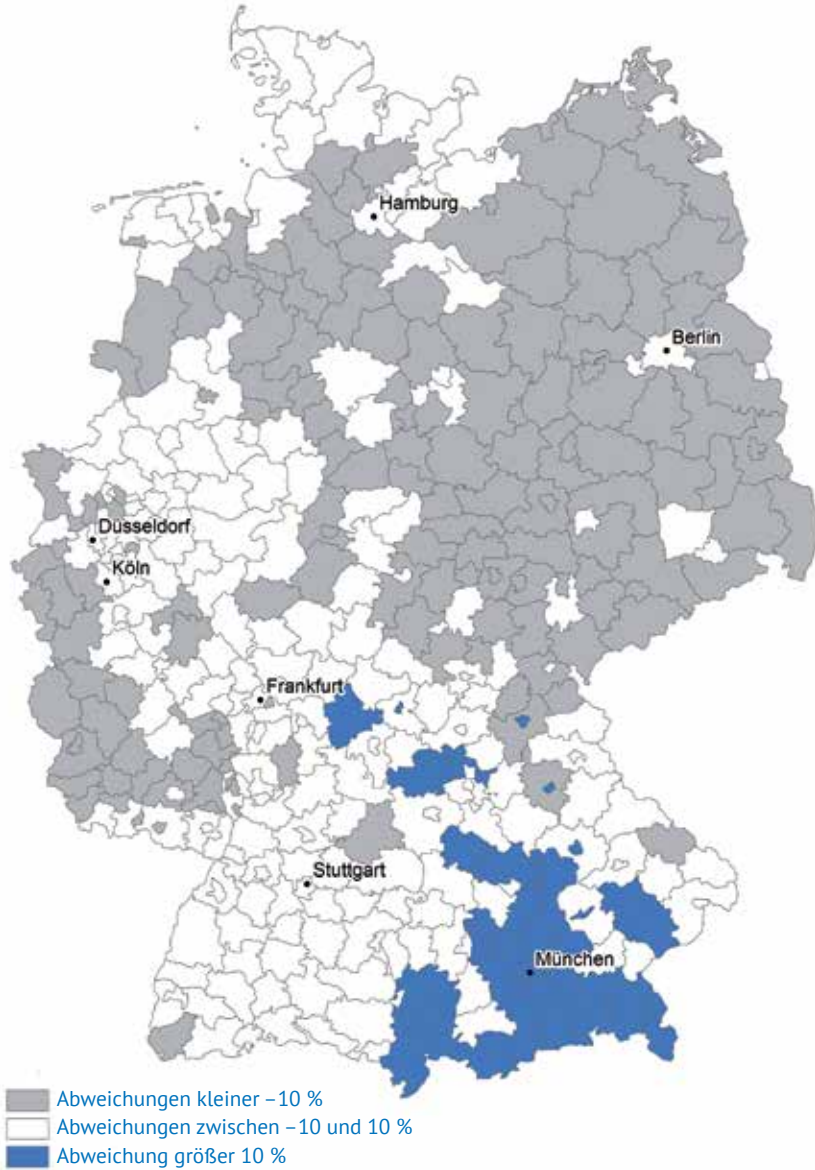 Hamburg
Berlin
Düsseldorf
Köln
Frankfurt
Stuttgart
München
Abweichungen kleiner –10 %
Abweichungen zwischen –10 und 10 %
Abweichung größer 10 %